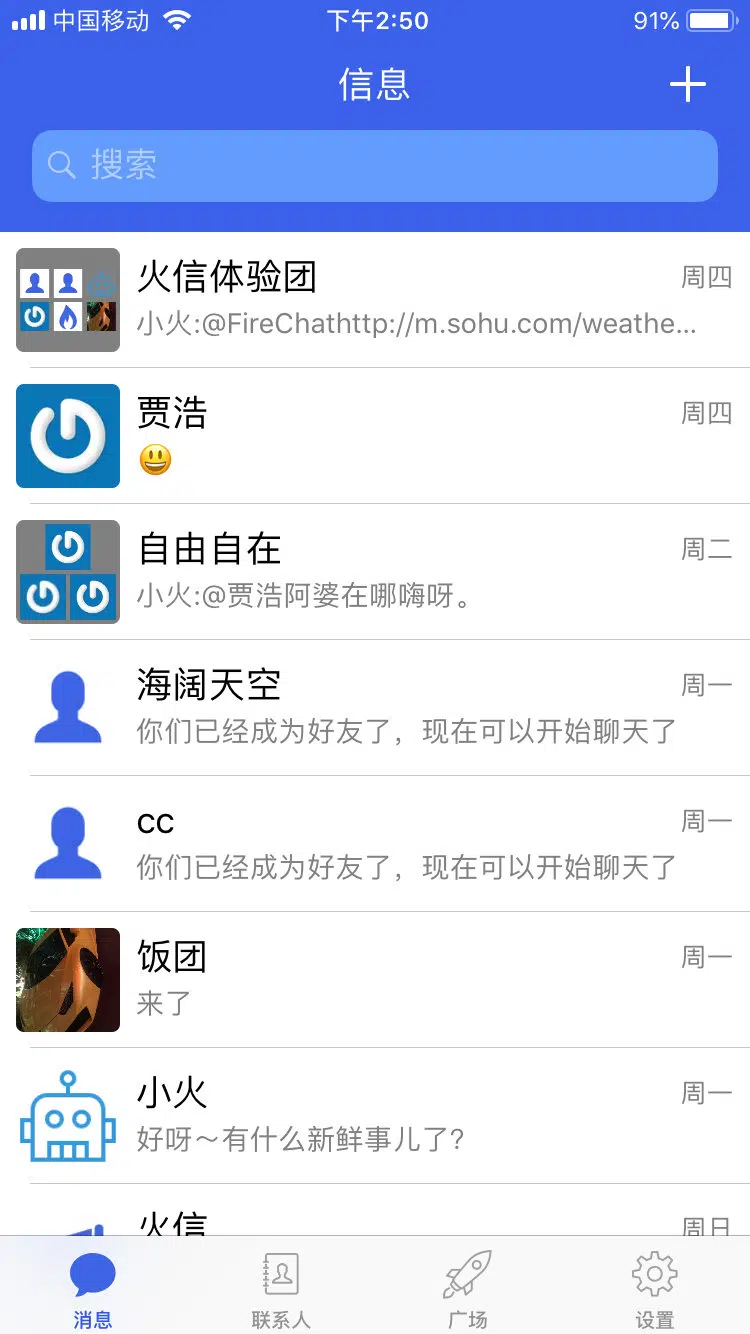 中国移动 下午2:50 91%
信息
搜索
火信体验团 周四
小火:@FireChathttp://m.sohu.com/weathe...
贾浩 周四
😃
自由自在 周二
小火:@贾浩阿婆在哪嗨呀。
海阔天空 周一
你们已经成为好友了，现在可以开始聊天了
cc 周一
你们已经成为好友了，现在可以开始聊天了
饭团 周一
来了
小火 周一
好呀～有什么新鲜事儿了?
火信 周日
消息 联系人 广场 设置